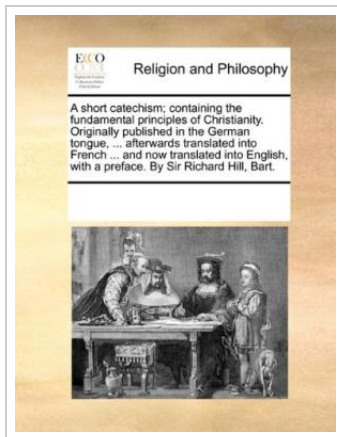 ECCO
Religion and Philosophy
A short catechism; containing the
fundamental principles of Christianity.
Originally published in the German
tongue, ... afterwards translated into
French ... and now translated into English,
with a preface. By Sir Richard Hill, Bart.